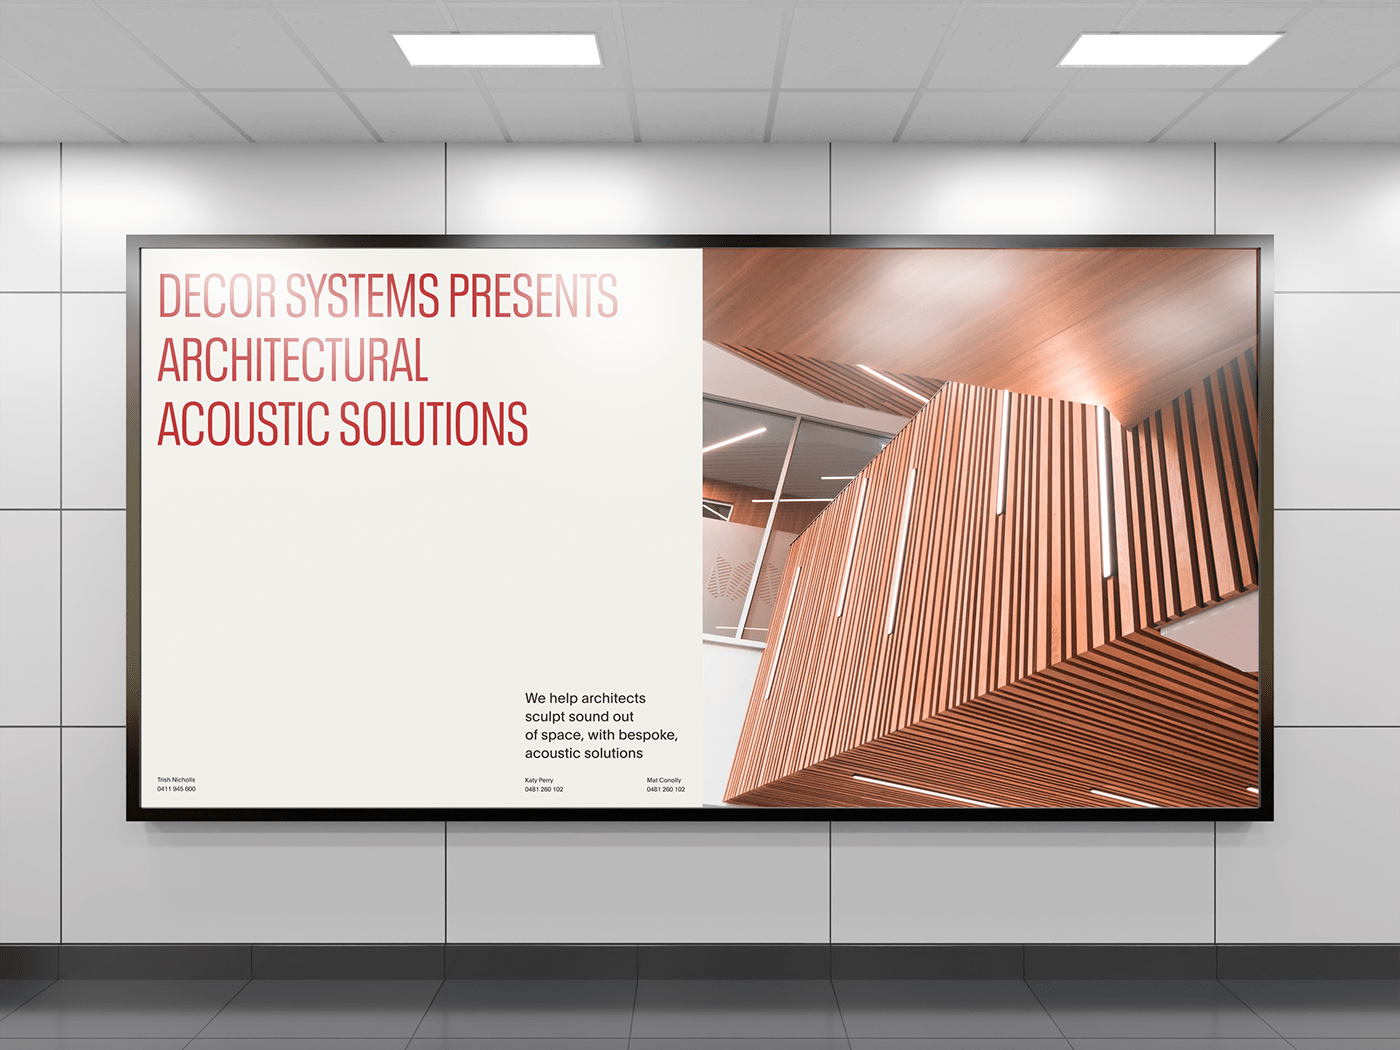 DECOR SYSTEMS PRESENTS
ARCHITECTURAL
ACOUSTIC SOLUTIONS
We help architects
sculpt sound out
of space, with bespoke,
acoustic solutions
Trish Nicholls
0411 945 600
Katy Perry
0481 260 102
Mat Conolly
0481 260 102